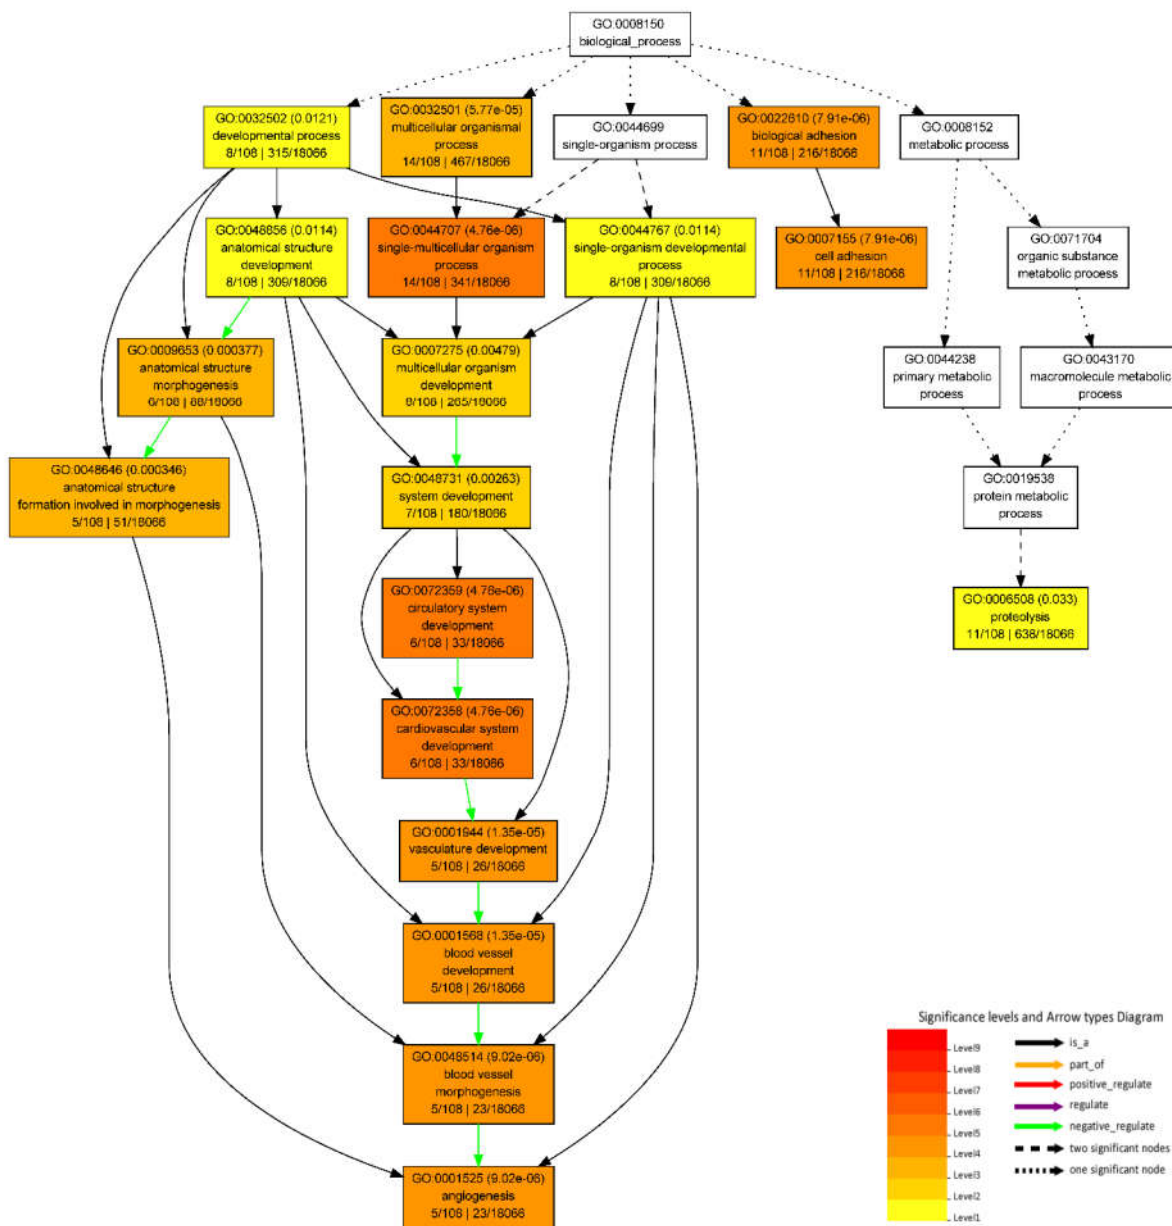 GO:0008150
biological_process
GO:0032502 (0.0121)
developmental process
8/108 | 315/18066
GO:0032501 (5.77e-05)
multicellular organismal
process
14/108 | 467/18066
GO:0044699
single-organism process
GO:0022610 (7.91e-06)
biological adhesion
11/108 | 216/18066
GO:0008152
metabolic process
GO:0048856 (0.0114)
anatomical structure
development
8/108 | 309/18066
GO:0044707 (4.76e-06)
single-multicellular organism
process
14/108 | 341/18066
GO:0044767 (0.0114)
single-organism developmental
process
8/108 | 309/18066
GO:0007155 (7.91e-06)
cell adhesion
11/108 | 216/18066
GO:0071704
organic substance
metabolic process
GO:0009653 (0.000377)
anatomical structure
morphogenesis
6/108 | 88/18066
GO:0007275 (0.00479)
multicellular organism
development
8/108 | 265/18066
GO:0044238
primary metabolic
process
GO:0043170
macromolecule metabolic
process
GO:0048646 (0.000346)
anatomical structure
formation involved in morphogenesis
5/108 | 51/18066
GO:0048731 (0.00263)
system development
7/108 | 180/18066
GO:0019538
protein metabolic
process
GO:0072359 (4.76e-06)
circulatory system
development
6/108 | 33/18066
GO:0006508 (0.033)
proteolysis
11/108 | 638/18066
GO:0072358 (4.76e-06)
cardiovascular system
development
6/108 | 33/18066
GO:0001944 (1.35e-05)
vasculature development
5/108 | 26/18066
GO:0001568 (1.35e-05)
blood vessel
development
5/108 | 26/18066
GO:0048514 (9.02e-06)
blood vessel
morphogenesis
5/108 | 23/18066
GO:0001525 (9.02e-06)
angiogenesis
5/108 | 23/18066
Significance levels and Arrow types Diagram
Level9
Level8
Level7
Level6
Level5
Level4
Level3
Level2
Level1
is_a
part_of
positive_regulate
regulate
negative_regulate
two significant nodes
one significant node